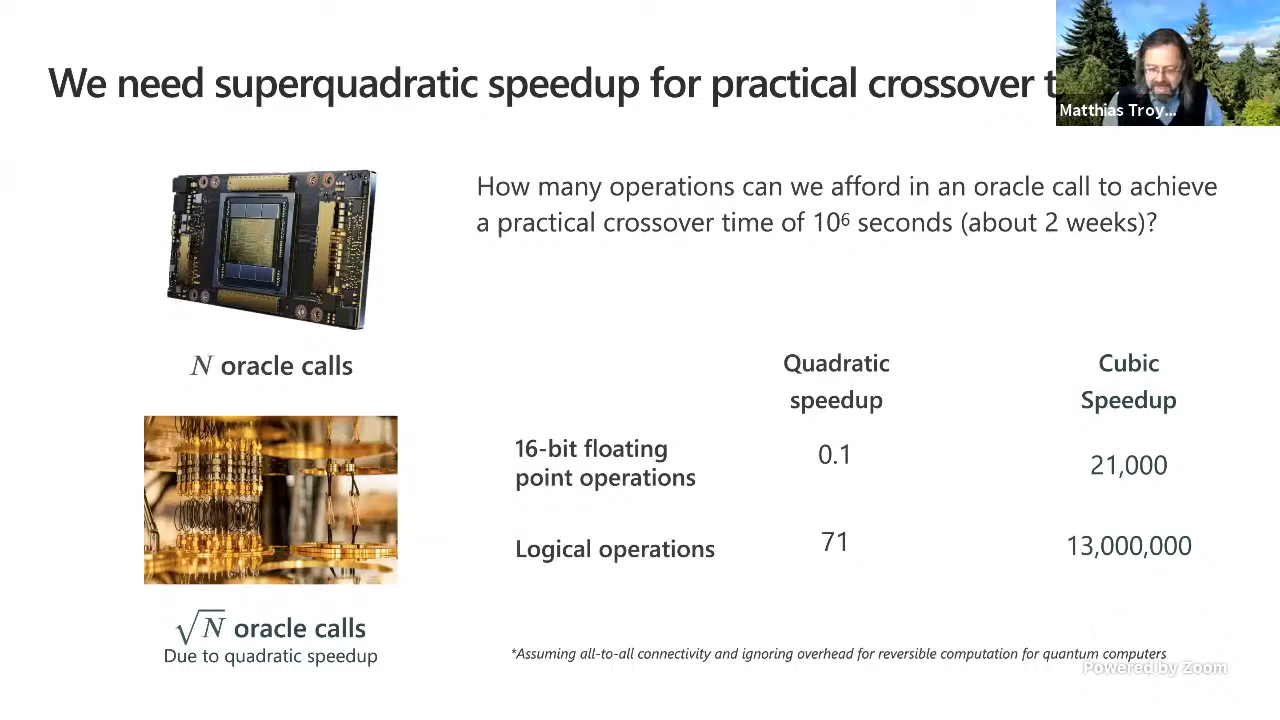 We need superquadratic speedup for practical crossover t
Matthias Troy...
How many operations can we afford in an oracle call to achieve
a practical crossover time of 10⁶ seconds (about 2 weeks)?
N oracle calls
Quadratic
speedup
Cubic
Speedup
16-bit floating
point operations
0.1
21,000
Logical operations
71
13,000,000
√N oracle calls
Due to quadratic speedup
*Assuming all-to-all connectivity and ignoring overhead for reversible computation for quantum computers
Powered by Zoom